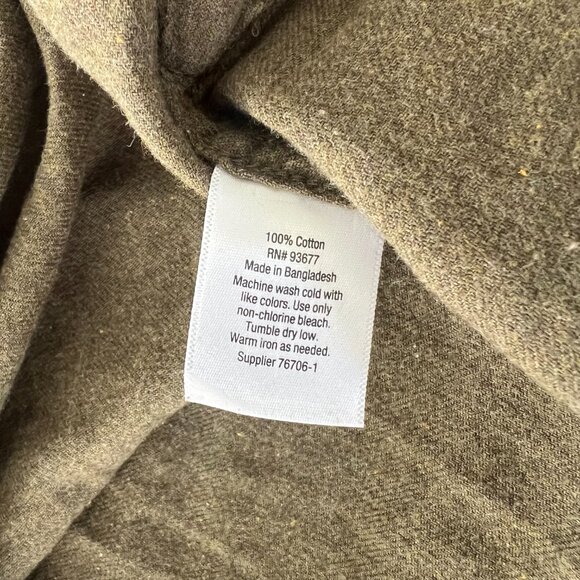 100% Cotton
RN# 93677
Made in Bangladesh
Machine wash cold with
like colors. Use only
non-chlorine bleach.
Tumble dry low.
Warm iron as needed.
Supplier 76706-1